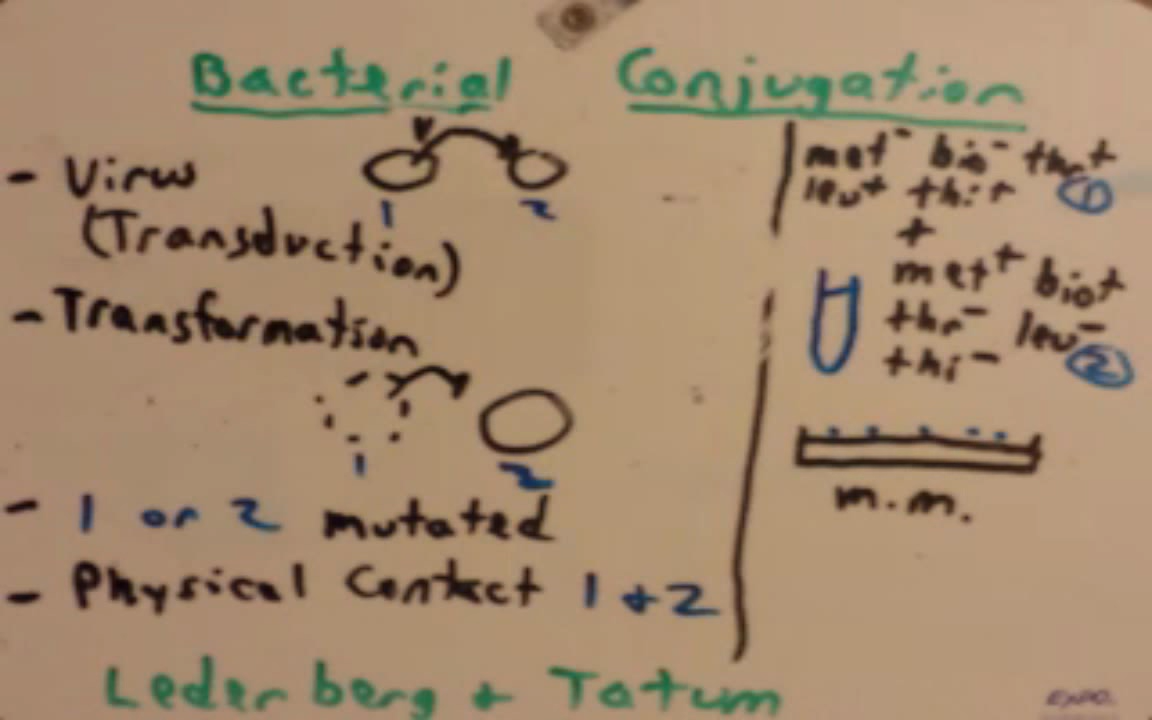 Bacterial Conjugation
- Virus
(Transduction)
V
1 2
- Transformation
1 2
- 1 or 2 mutated
- Physical Contact 1 + 2
Lederberg + Tatum
met⁻ bio⁻ thr+
leu+ thi+ 1
+
met+ bio+
thr⁻ leu⁻
thi⁻ 2
m.m.
EXPO.